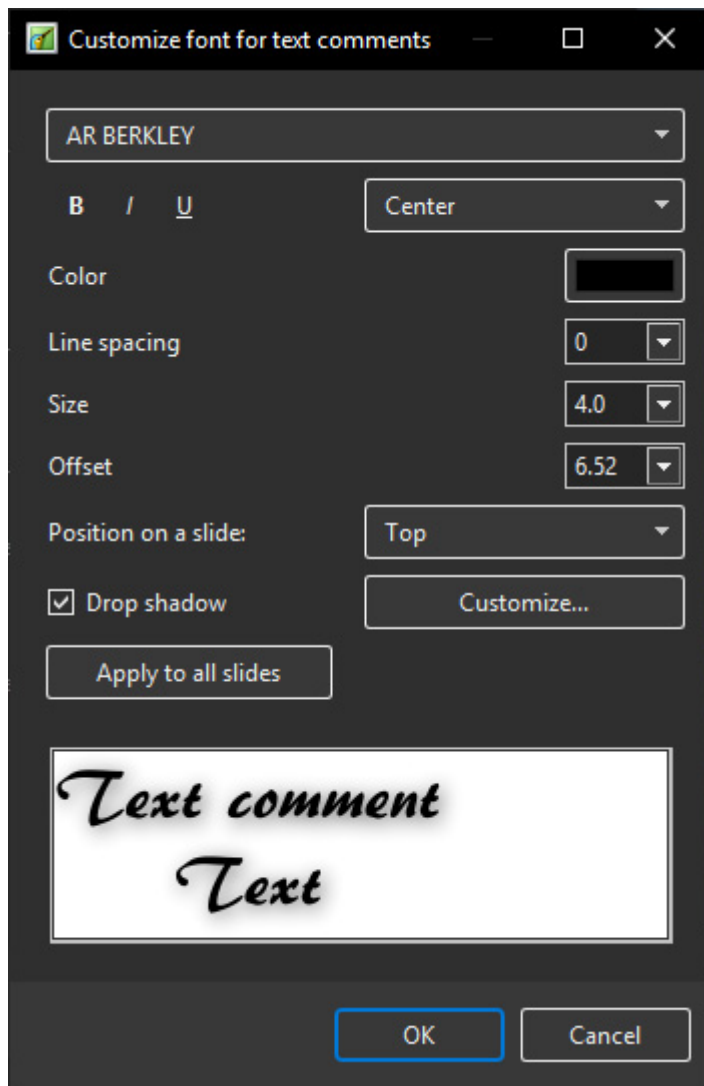 Customize font for text comments
AR BERKLEY
B I U Center
Color
Line spacing 0
Size 4.0
Offset 6.52
Position on a slide: Top
Drop shadow Customize...
Apply to all slides
Text comment
Text
OK Cancel